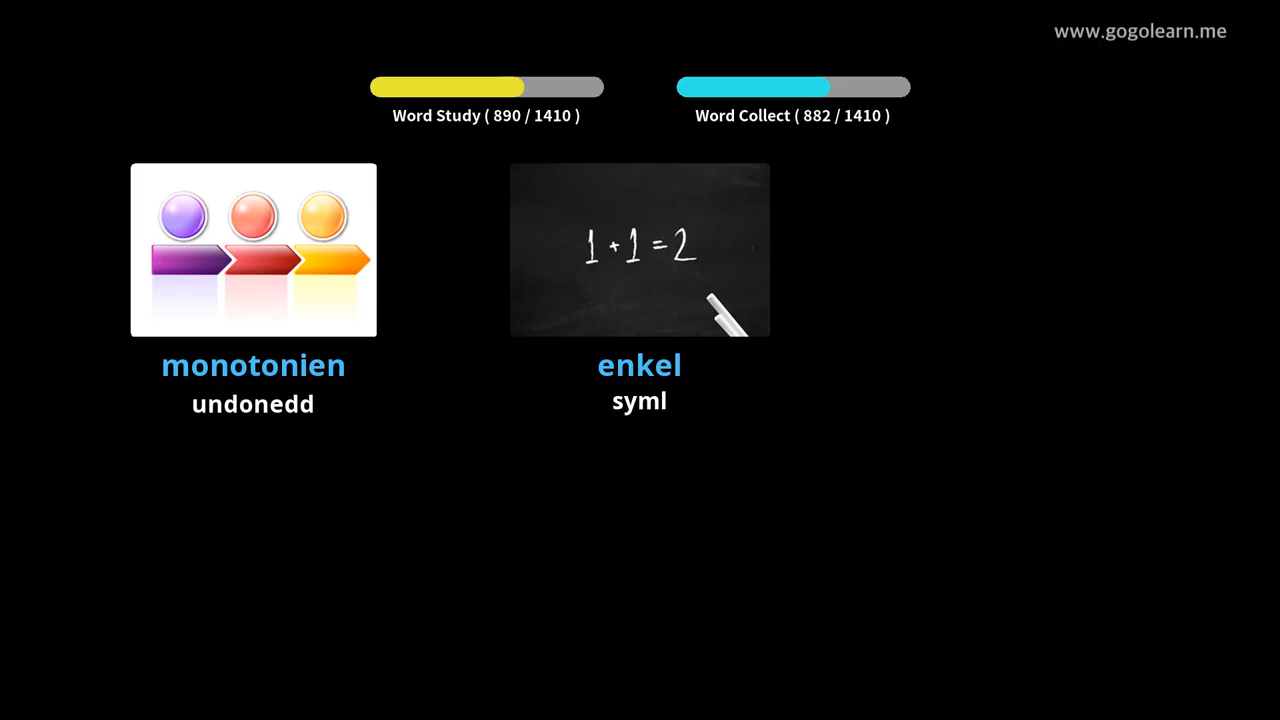 www.gogolearn.me
Word Study ( 890 / 1410 )
Word Collect ( 882 / 1410 )
1 + 1 = 2
monotonien
undonedd
enkel
syml